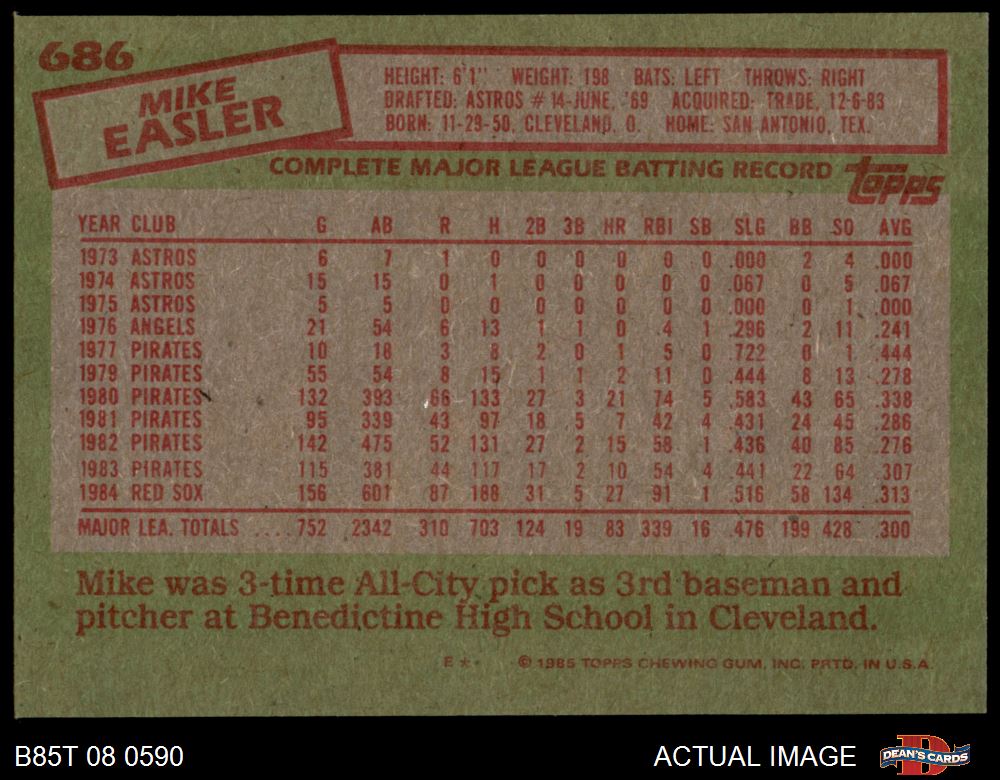 686
MIKE
EASLER
HEIGHT: 6'1" WEIGHT: 198 BATS: LEFT THROWS: RIGHT
DRAFTED: ASTROS #14-JUNE, '69 ACQUIRED: TRADE, 12-6-83
BORN: 11-29-50, CLEVELAND, O. HOME: SAN ANTONIO, TEX.
COMPLETE MAJOR LEAGUE BATTING RECORD topps
YEAR CLUB G AB R H 2B 3B HR RBI SB SLG BB SO AVG
1973 ASTROS 6 7 1 0 0 0 0 0 0 .000 2 4 .000
1974 ASTROS 15 15 0 1 0 0 0 0 0 .067 0 5 .067
1975 ASTROS 5 5 0 0 0 0 0 0 0 .000 0 1 .000
1976 ANGELS 21 54 6 13 1 1 0 4 1 .296 2 11 .241
1977 PIRATES 10 18 3 8 2 0 1 5 0 .722 0 1 .444
1979 PIRATES 55 54 8 15 1 1 2 11 0 .444 8 13 .278
1980 PIRATES 132 393 66 133 27 3 21 74 5 .583 43 65 .338
1981 PIRATES 95 339 43 97 18 5 7 42 4 .431 24 45 .286
1982 PIRATES 142 475 52 131 27 2 15 58 1 .436 40 85 .276
1983 PIRATES 115 381 44 117 17 2 10 54 4 .441 22 64 .307
1984 RED SOX 156 601 87 188 31 5 27 91 1 .516 58 134 .313
MAJOR LEA. TOTALS ....752 2342 310 703 124 19 83 339 16 .476 199 428 .300
Mike was 3-time All-City pick as 3rd baseman and
pitcher at Benedictine High School in Cleveland.
E** © 1985 TOPPS CHEWING GUM, INC. PRTD. IN U.S.A.
B85T 08 0590 ACTUAL IMAGE D DEAN'S CARDS